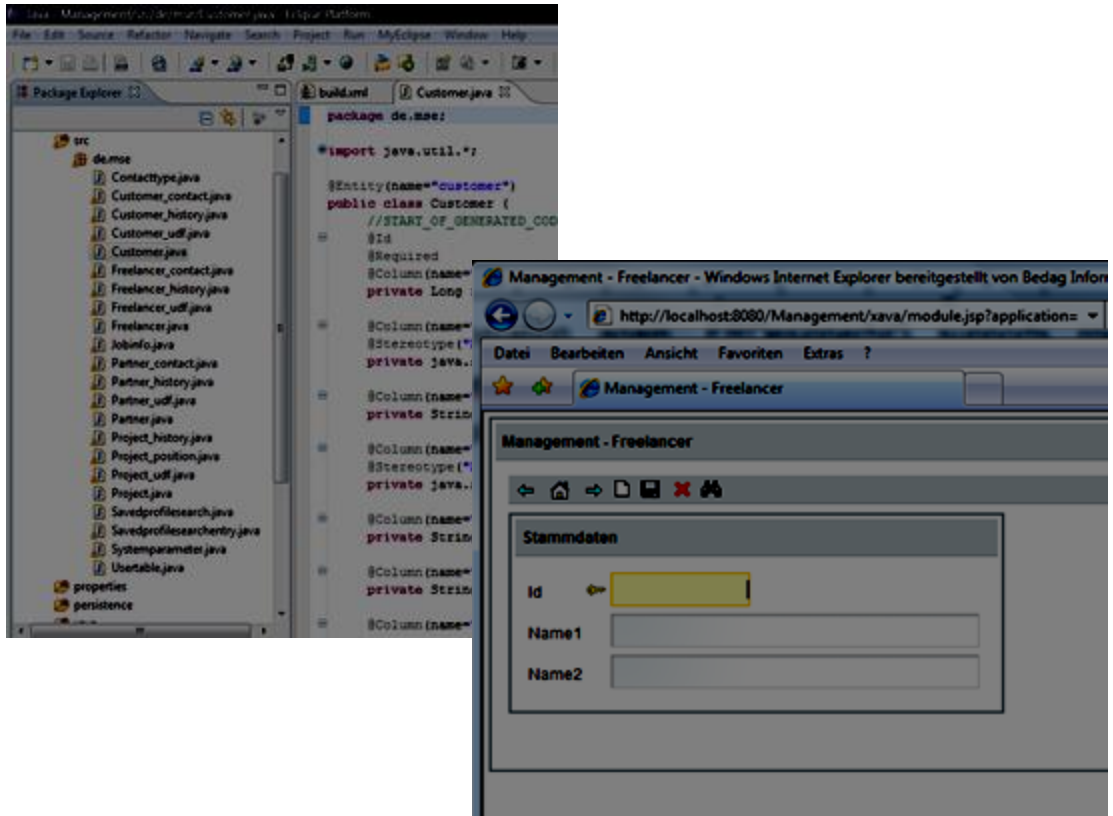 Java - Management/src/de/mse/Customer.java - Eclipse Platform
File Edit Source Refactor Navigate Search Project Run MyEclipse Window Help
Package Explorer
build.xml Customer.java
src
de.mse
Contacttype.java
Customer_contact.java
Customer_history.java
Customer_udf.java
Customer.java
Freelancer_contact.java
Freelancer_history.java
Freelancer_udf.java
Freelancer.java
Jobinfo.java
Partner_contact.java
Partner_history.java
Partner_udf.java
Partner.java
Project_history.java
Project_position.java
Project_udf.java
Project.java
Savedprofilesearch.java
Savedprofilesearchentry.java
Systemparameter.java
Usertable.java
properties
persistence
package de.mse;
import java.util.*;
@Entity(name="customer")
public class Customer {
//START_OF_GENERATED_COD
@Id
@Required
@Column(name="
private Long
@Column(name="
@Stereotype("
private java.
@Column(name="
private Strin
@Column(name="
@Stereotype("
private java.
@Column(name="
private Strin
@Column(name="
private Strin
@Column(name="
Management - Freelancer - Windows Internet Explorer bereitgestellt von Bedag Inform
http://localhost:8080/Management/xava/module.jsp?application=
Datei Bearbeiten Ansicht Favoriten Extras ?
Management - Freelancer
Management - Freelancer
Stammdaten
Id
Name1
Name2